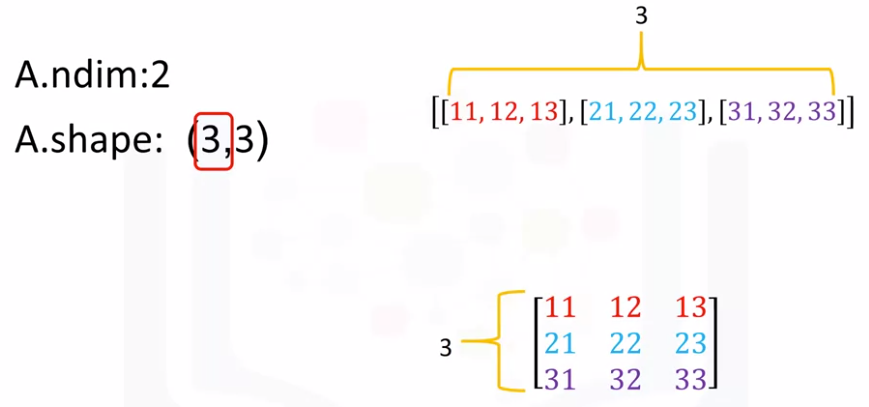 3
A.ndim:2
[[11, 12, 13], [21, 22, 23], [31, 32, 33]]
A.shape: (3,3)
3
11 12 13
21 22 23
31 32 33